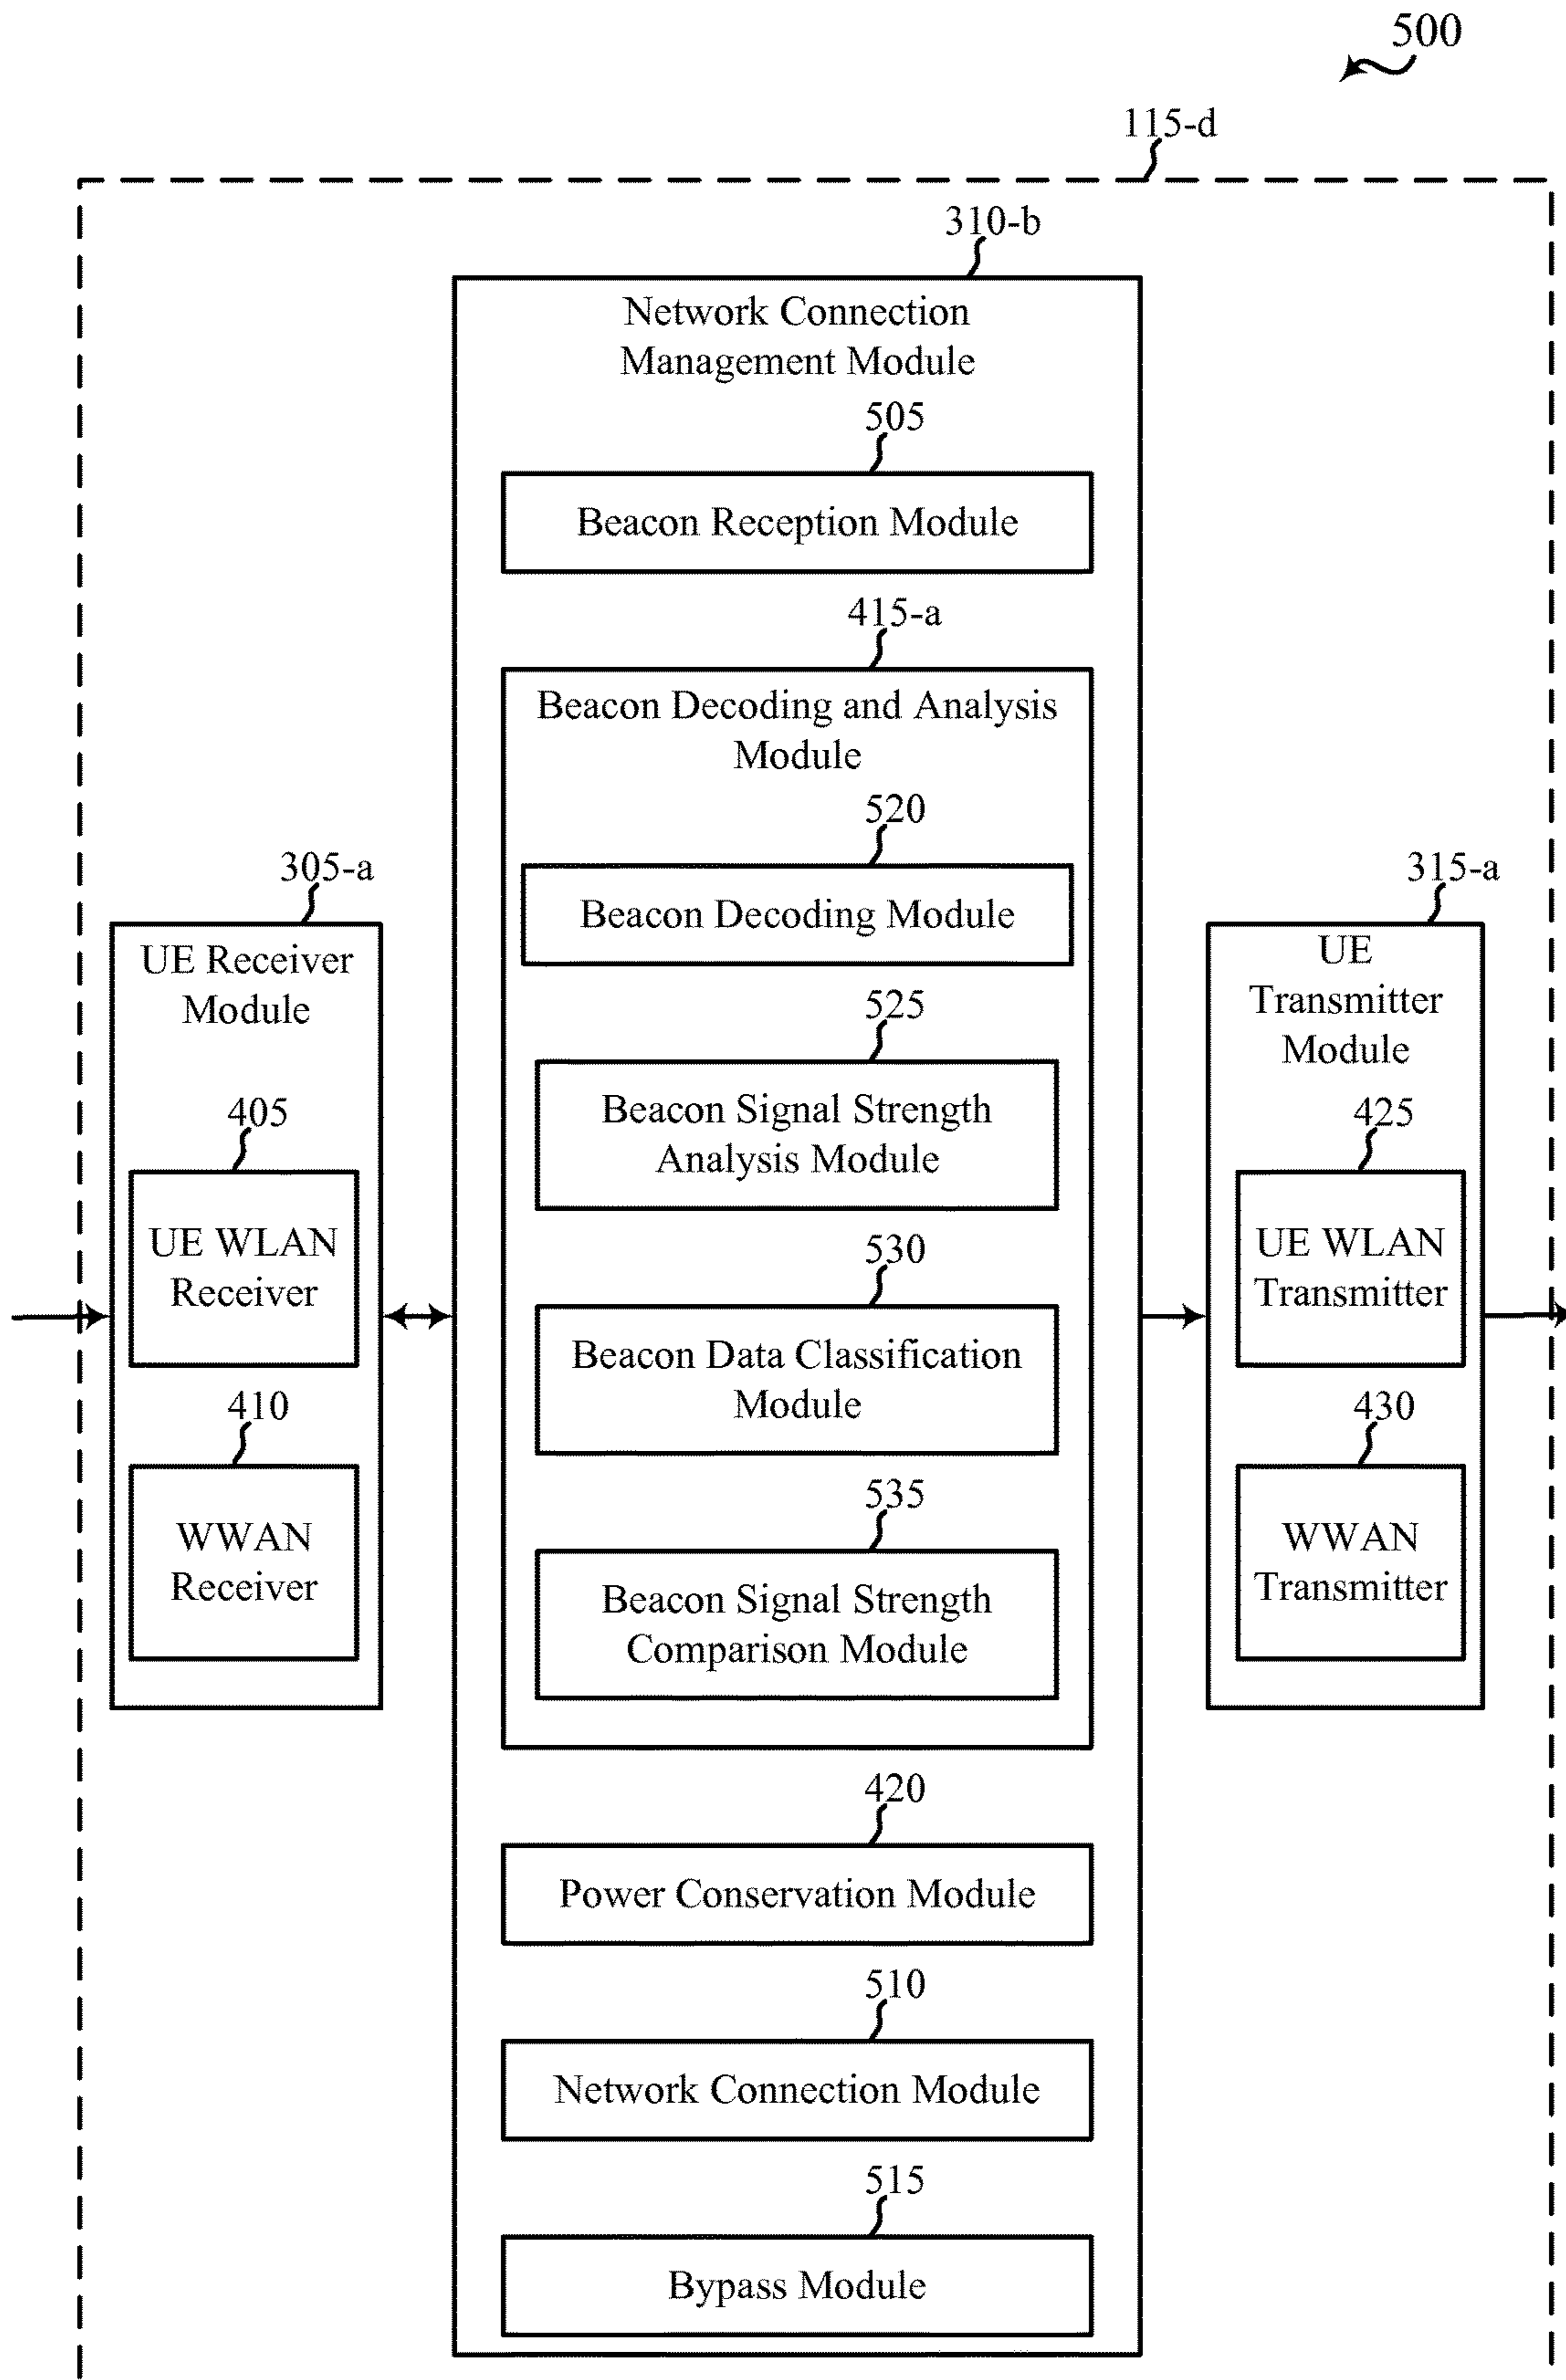 500
115-d
310-b
Network Connection
Management Module
505
Beacon Reception Module
415-a
Beacon Decoding and Analysis
Module
520
Beacon Decoding Module
525
Beacon Signal Strength
Analysis Module
530
Beacon Data Classification
Module
535
Beacon Signal Strength
Comparison Module
420
Power Conservation Module
510
Network Connection Module
515
Bypass Module
305-a
UE Receiver
Module
405
UE WLAN
Receiver
410
WWAN
Receiver
315-a
UE
Transmitter
Module
425
UE WLAN
Transmitter
430
WWAN
Transmitter